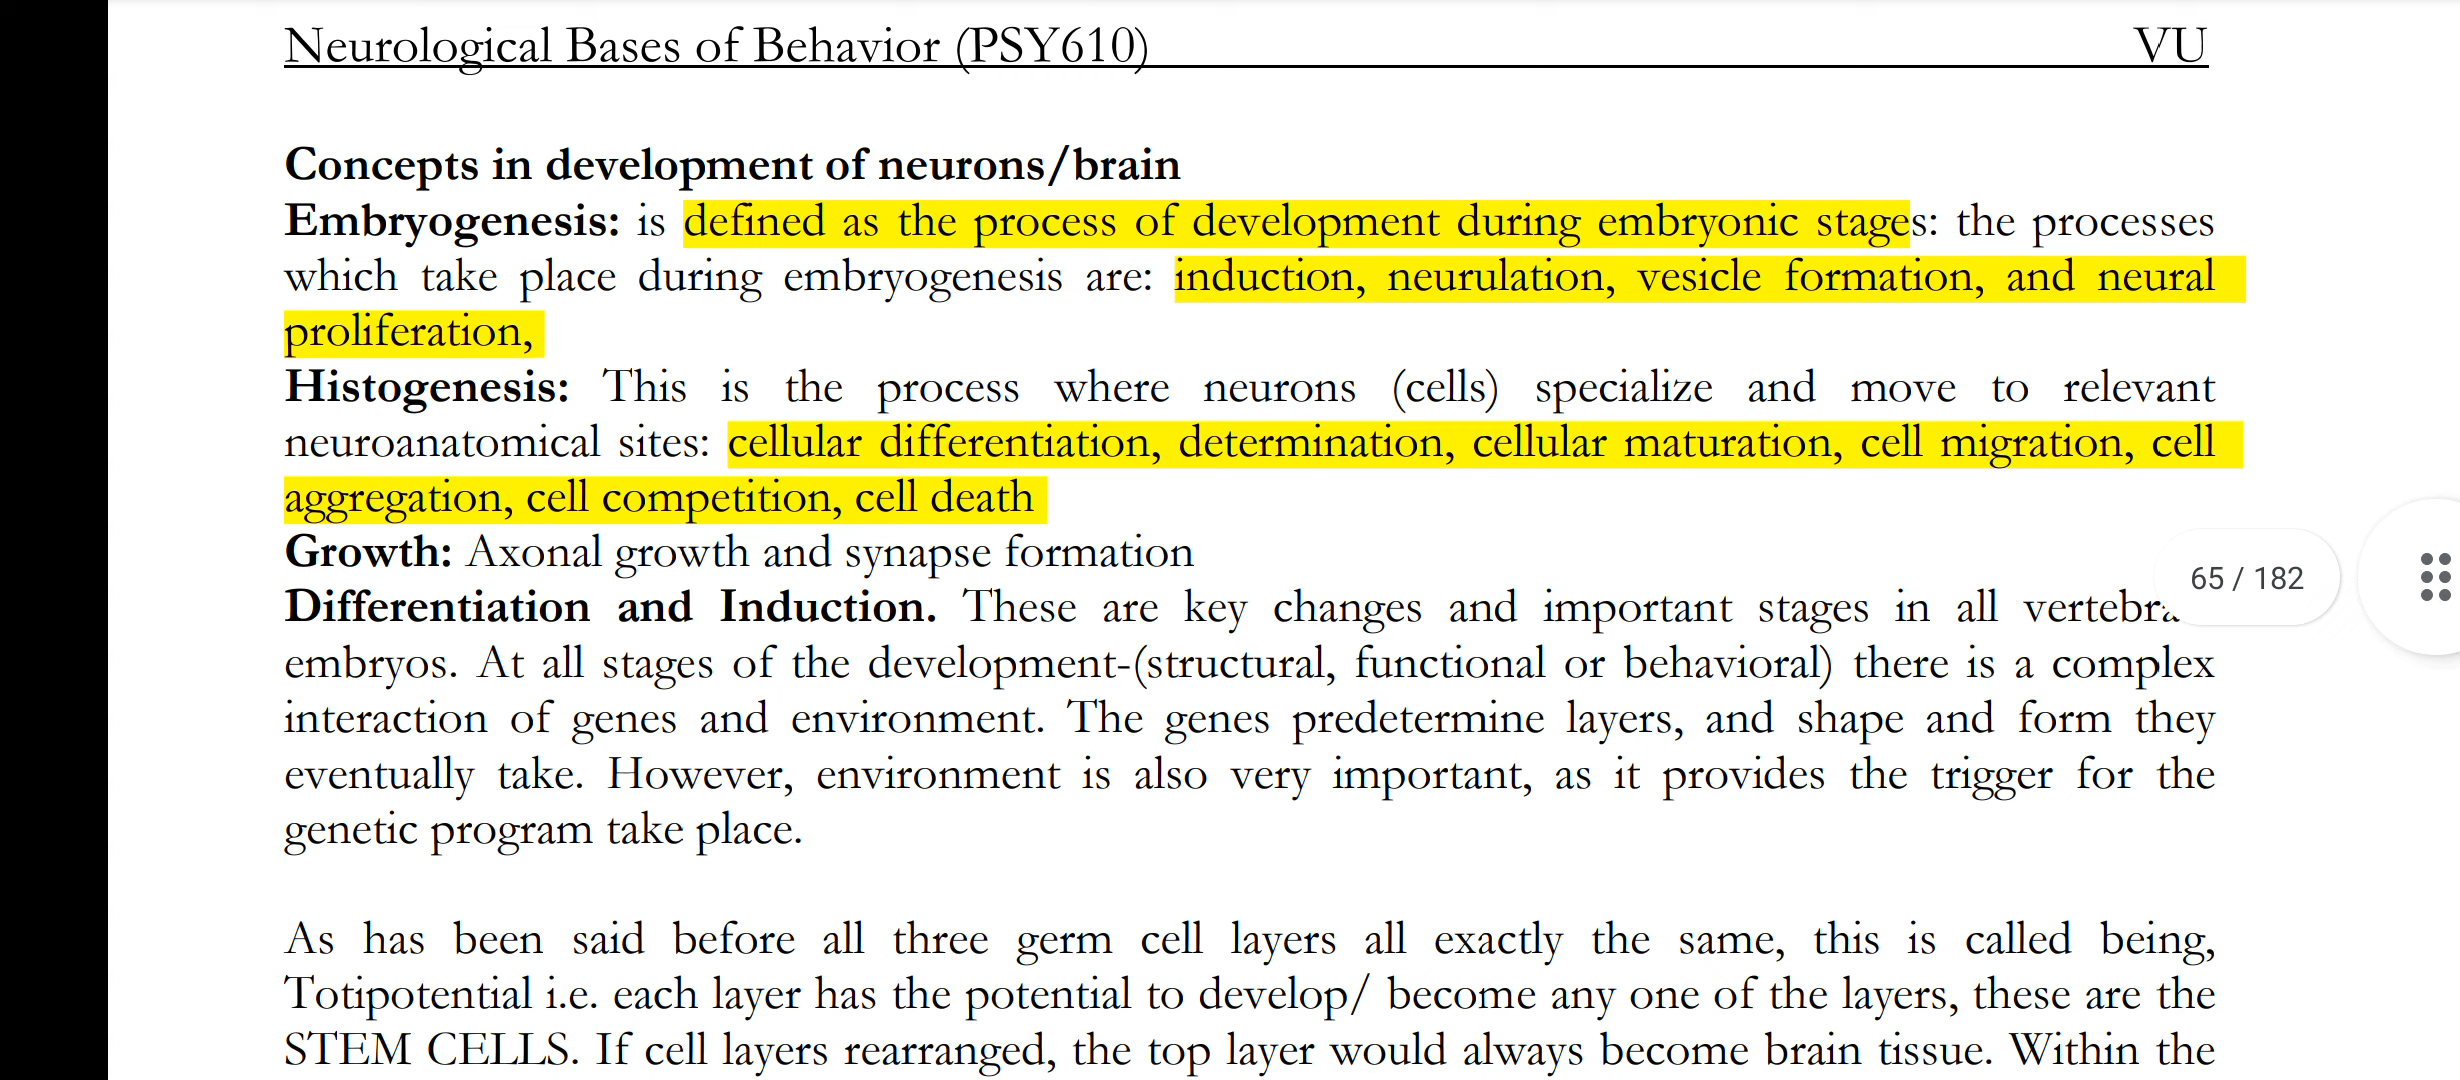 Neurological Bases of Behavior (PSY610) VU
Concepts in development of neurons/brain
Embryogenesis: is defined as the process of development during embryonic stages: the processes
which take place during embryogenesis are: induction, neurulation, vesicle formation, and neural
proliferation,
Histogenesis: This is the process where neurons (cells) specialize and move to relevant
neuroanatomical sites: cellular differentiation, determination, cellular maturation, cell migration, cell
aggregation, cell competition, cell death
Growth: Axonal growth and synapse formation
65 / 182
Differentiation and Induction. These are key changes and important stages in all
embryos. At all stages of the development-(structural, functional or behavioral) there is a complex
interaction of genes and environment. The genes predetermine layers, and shape and form they
eventually take. However, environment is also very important, as it provides the trigger for the
genetic program take place.
As has been said before all three germ cell layers all exactly the same, this is called being,
Totipotential i.e. each layer has the potential to develop/ become any one of the layers, these are the
STEM CELLS. If cell layers rearranged, the top layer would always become brain tissue. Within the